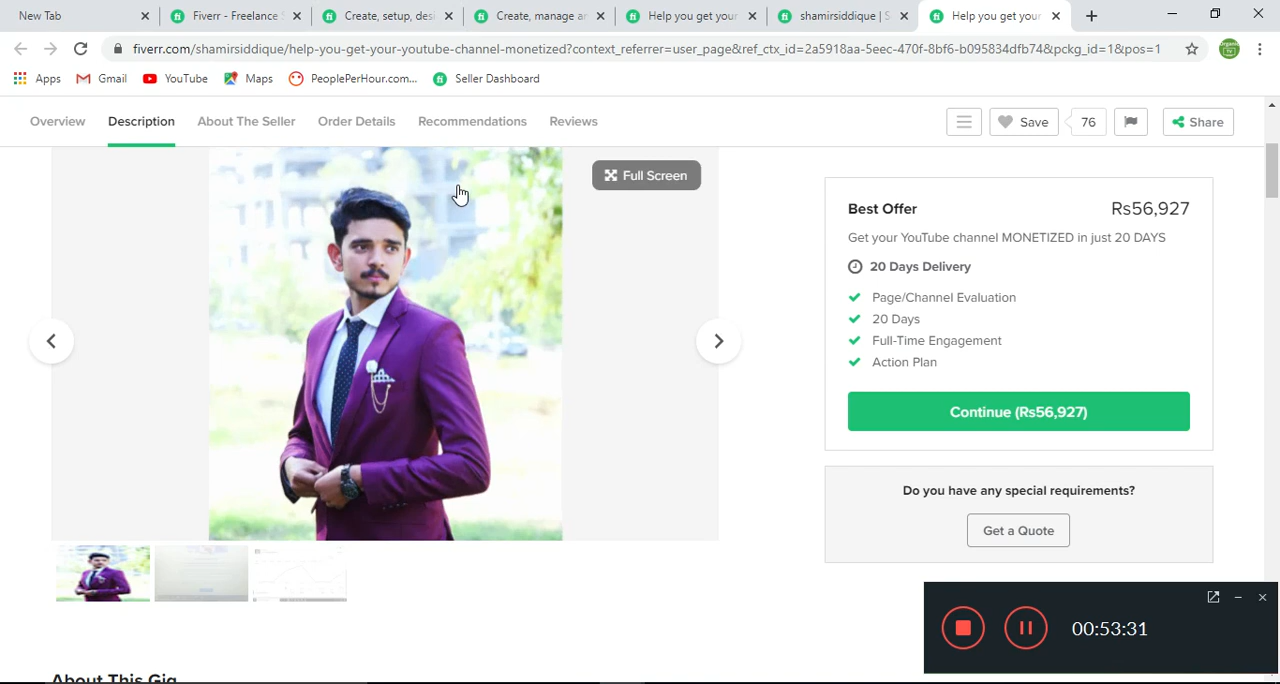 New Tab
Fiverr - Freelance S
Create, setup, desi
Create, manage an
Help you get your
shamirsiddique | S
Help you get your
fiverr.com/shamirsiddique/help-you-get-your-youtube-channel-monetized?context_referrer=user_page&ref_ctx_id=2a5918aa-5eec-470f-8bf6-b095834dfb74&pckg_id=1&pos=1
Apps
Gmail
YouTube
Maps
PeoplePerHour.com...
Seller Dashboard
Overview
Description
About The Seller
Order Details
Recommendations
Reviews
Save
76
Share
Full Screen
Best Offer
Rs56,927
Get your YouTube channel MONETIZED in just 20 DAYS
20 Days Delivery
Page/Channel Evaluation
20 Days
Full-Time Engagement
Action Plan
Continue (Rs56,927)
Do you have any special requirements?
Get a Quote
00:53:31
About This Gig